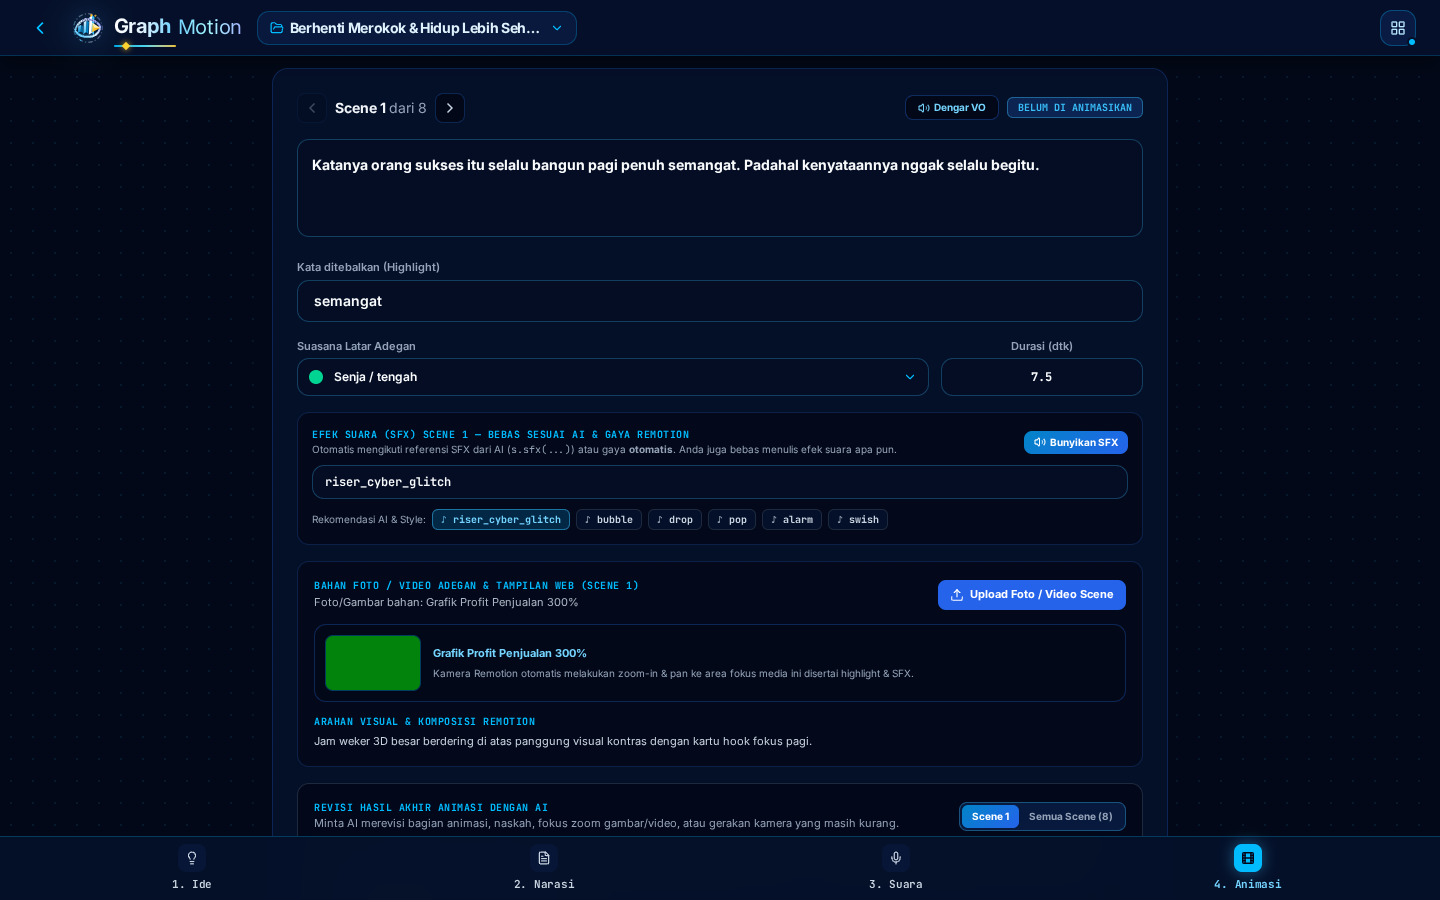 Graph Motion
Berhenti Merokok & Hidup Lebih Seh...
Scene 1 dari 8
Dengar VO
BELUM DI ANIMASIKAN
Katanya orang sukses itu selalu bangun pagi penuh semangat. Padahal kenyataannya nggak selalu begitu.
Kata ditebalkan (Highlight)
semangat
Suasana Latar Adegan
Durasi (dtk)
Senja / tengah
7.5
EFEK SUARA (SFX) SCENE 1 — BEBAS SESUAI AI & GAYA REMOTION
Otomatis mengikuti referensi SFX dari AI (s.sfx(...)) atau gaya otomatis. Anda juga bebas menulis efek suara apa pun.
Bunyikan SFX
riser_cyber_glitch
Rekomendasi AI & Style:
♪ riser_cyber_glitch
♪ bubble
♪ drop
♪ pop
♪ alarm
♪ swish
BAHAN FOTO / VIDEO ADEGAN & TAMPILAN WEB (SCENE 1)
Foto/Gambar bahan: Grafik Profit Penjualan 300%
Upload Foto / Video Scene
Grafik Profit Penjualan 300%
Kamera Remotion otomatis melakukan zoom-in & pan ke area fokus media ini disertai highlight & SFX.
ARAHAN VISUAL & KOMPOSISI REMOTION
Jam weker 3D besar berdering di atas panggung visual kontras dengan kartu hook fokus pagi.
REVISI HASIL AKHIR ANIMASI DENGAN AI
Minta AI merevisi bagian animasi, naskah, fokus zoom gambar/video, atau gerakan kamera yang masih kurang.
Scene 1
Semua Scene (8)
1. Ide
2. Narasi
3. Suara
4. Animasi